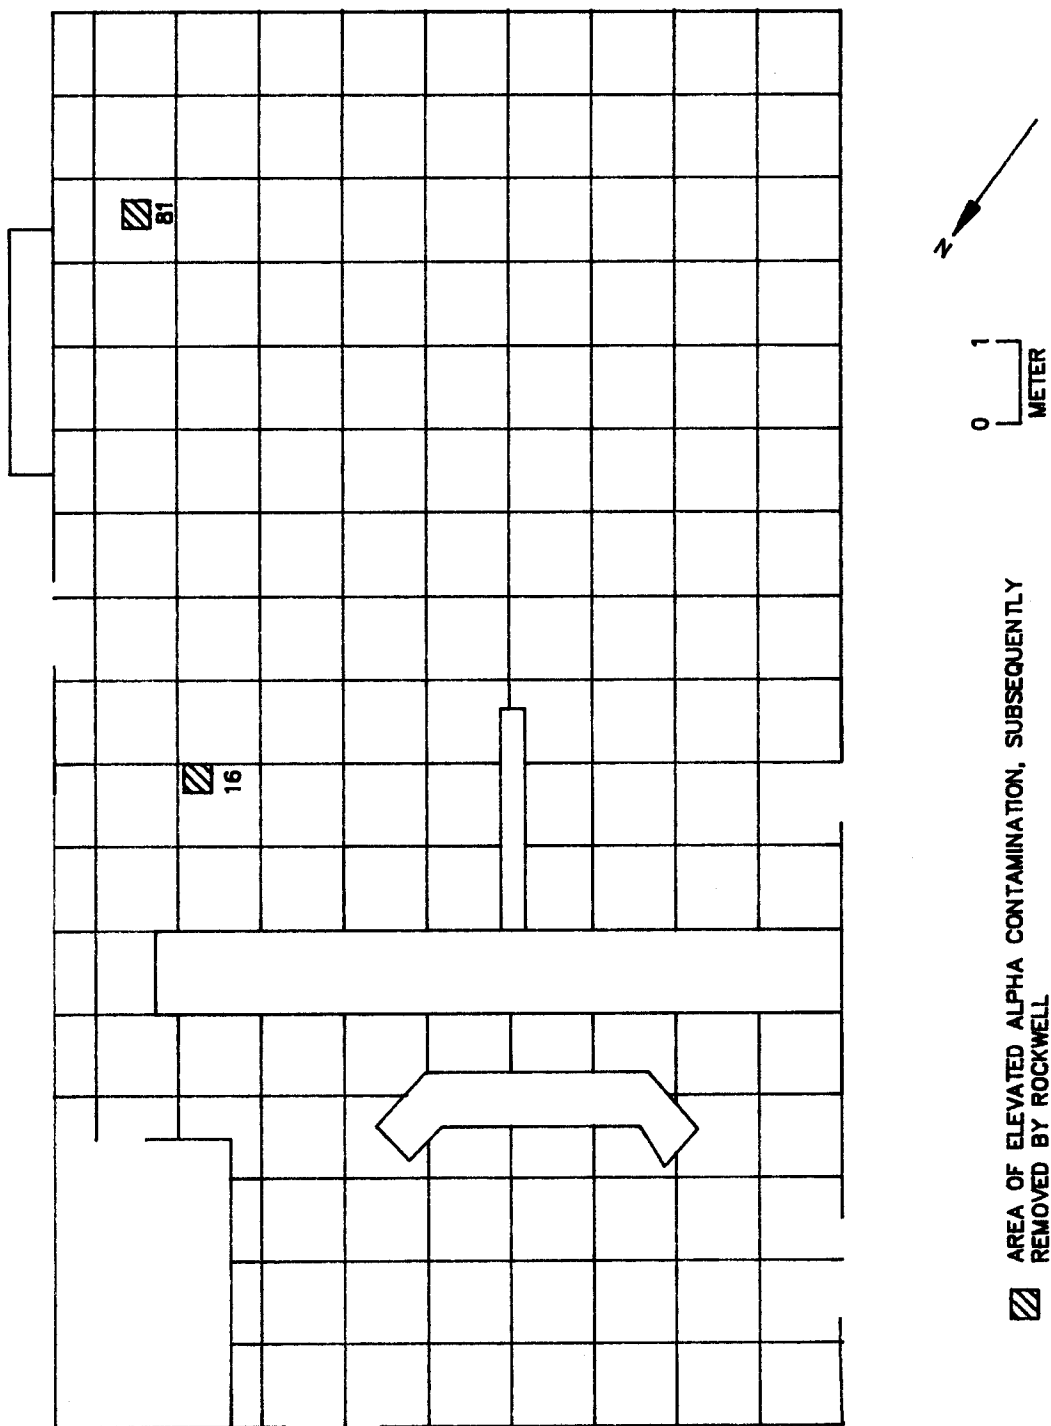 81
16
N
0 1
METER
AREA OF ELEVATED ALPHA CONTAMINATION, SUBSEQUENTLY
REMOVED BY ROCKWELL